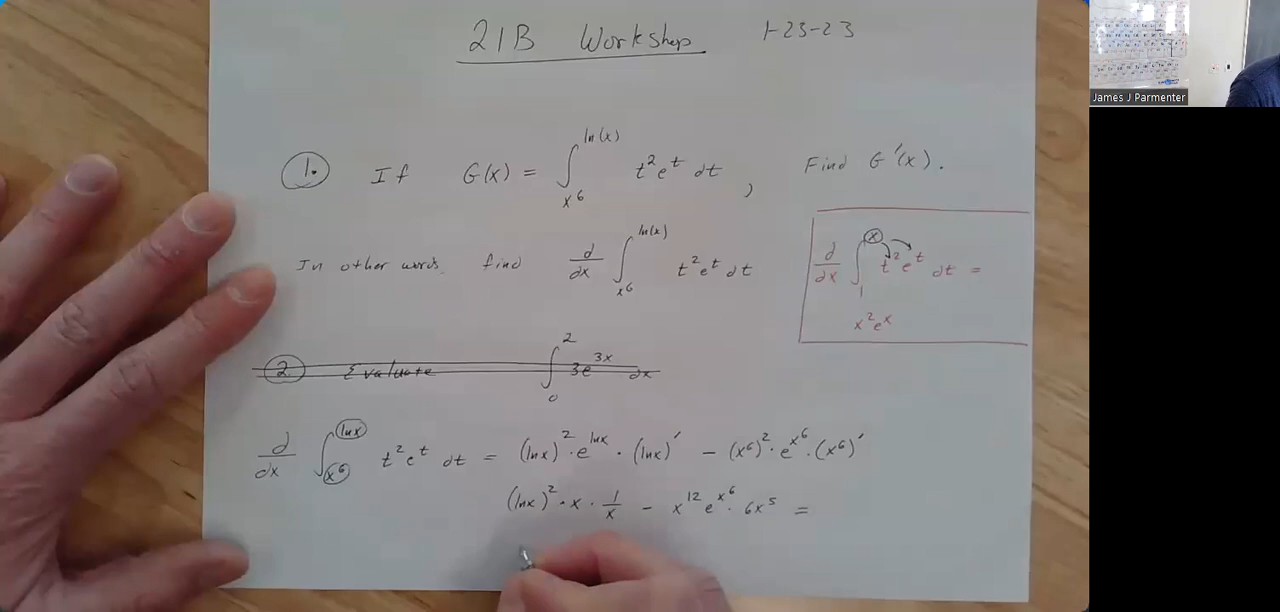 21B Workshop 1-23-23
1. If G(x) = ∫_{x^6}^{ln(x)} t^2 e^t dt , Find G'(x).
In other words, find d/dx ∫_{x^6}^{ln(x)} t^2 e^t dt
d/dx ∫_1^x t^2 e^t dt =
x^2 e^x
2. Evaluate ∫_0^2 3e^{3x} dx
d/dx ∫_{x^6}^{lnx} t^2 e^t dt = (lnx)^2 · e^{lnx} · (lnx)' - (x^6)^2 · e^{x^6} · (x^6)'
(lnx)^2 · x · 1/x - x^{12} e^{x^6} · 6x^5 =
James J Parmenter